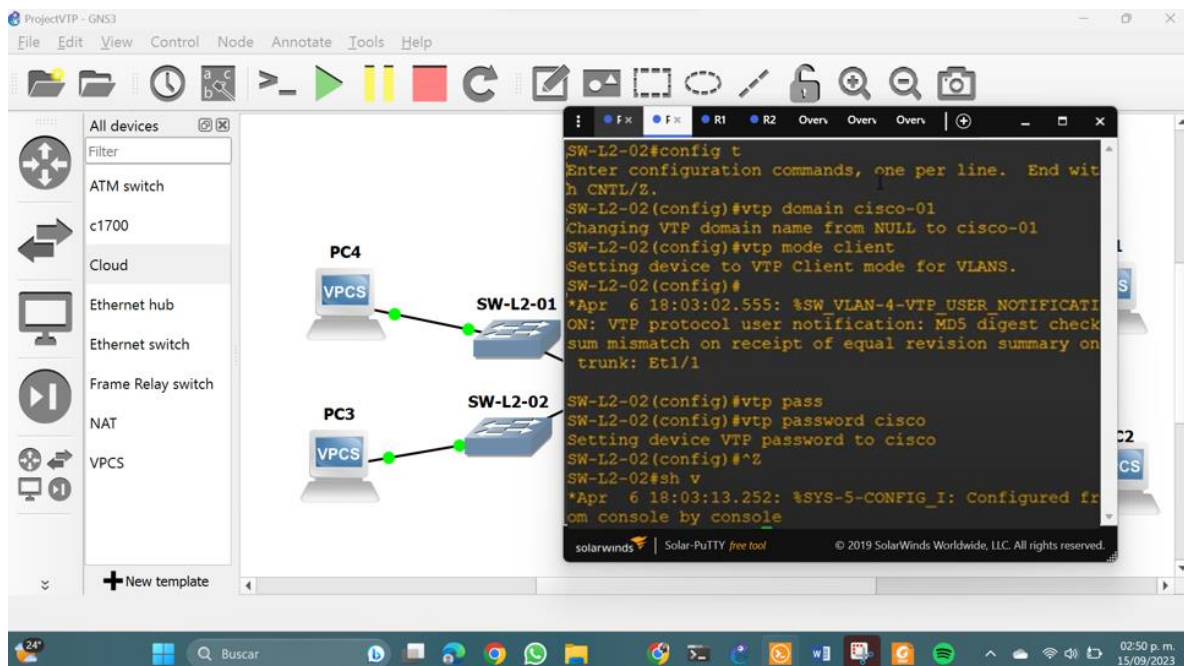 ProjectVTP - GNS3
File Edit View Control Node Annotate Tools Help
All devices
Filter
ATM switch
c1700
Cloud
Ethernet hub
Ethernet switch
Frame Relay switch
NAT
VPCS
New template
PC4
VPCS
SW-L2-01
PC3
VPCS
SW-L2-02
R1
R2
Over
Over
Over
SW-L2-02#config t
Enter configuration commands, one per line. End wit
h CNTL/Z.
SW-L2-02(config)#vtp domain cisco-01
Changing VTP domain name from NULL to cisco-01
SW-L2-02(config)#vtp mode client
Setting device to VTP Client mode for VLANS.
SW-L2-02(config)#
*Apr 6 18:03:02.555: %SW_VLAN-4-VTP_USER_NOTIFICATI
ON: VTP protocol user notification: MD5 digest check
sum mismatch on receipt of equal revision summary on
trunk: Et1/1
SW-L2-02(config)#vtp pass
SW-L2-02(config)#vtp password cisco
Setting device VTP password to cisco
SW-L2-02(config)#^Z
SW-L2-02#sh v
*Apr 6 18:03:13.252: %SYS-5-CONFIG_I: Configured fr
om console by console
solarwinds Solar-PuTTY free tool © 2019 SolarWinds Worldwide, LLC. All rights reserved.
24°
Buscar
02:50 p. m.
15/09/2023